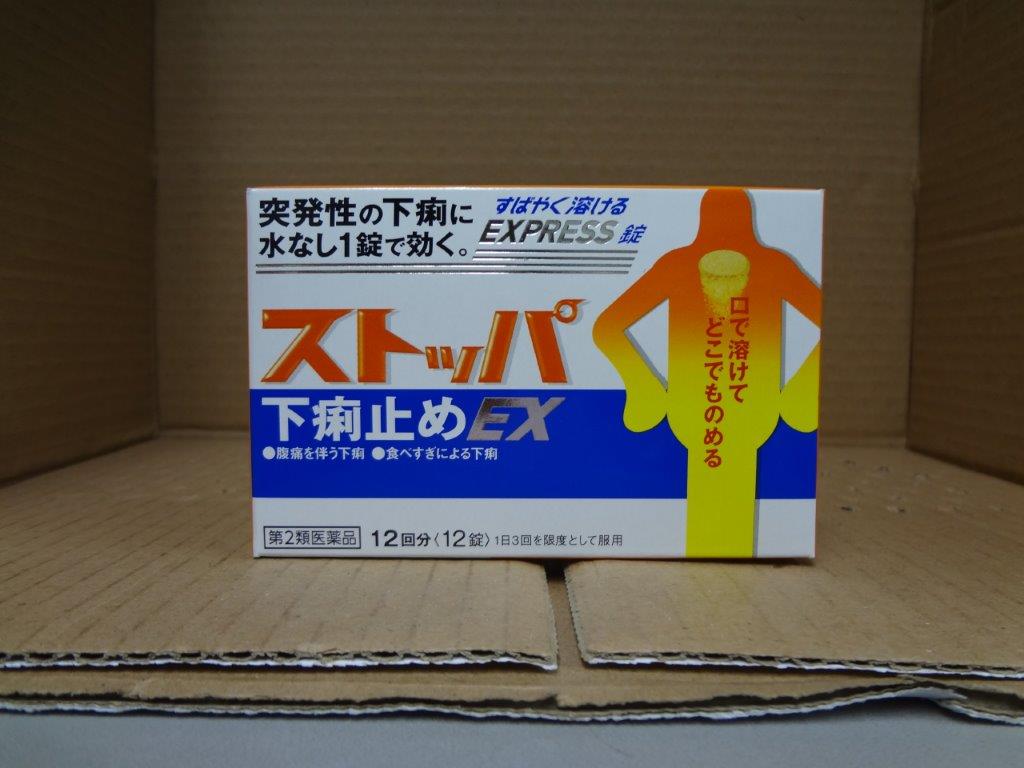 突発性の下痢に
水なし1錠で効く。
すばやく溶ける
EXPRESS錠
ストッパ
下痢止めEX
●腹痛を伴う下痢 ●食べすぎによる下痢
第2類医薬品 12回分〈12錠〉1日3回を限度として服用
口で溶けて
どこでものめる